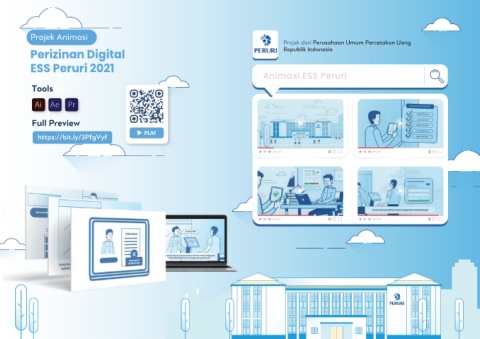 Projek Animasi
Perizinan Digital
ESS Peruri 2021
Tools
Ai Ae Pr
Full Preview
https://bit.ly/3PfgVyf
PLAY
PERURI
Projek dari Perusahaan Umum Percetakan Uang
Republik Indonesia
Animasi ESS Peruri
PERURI